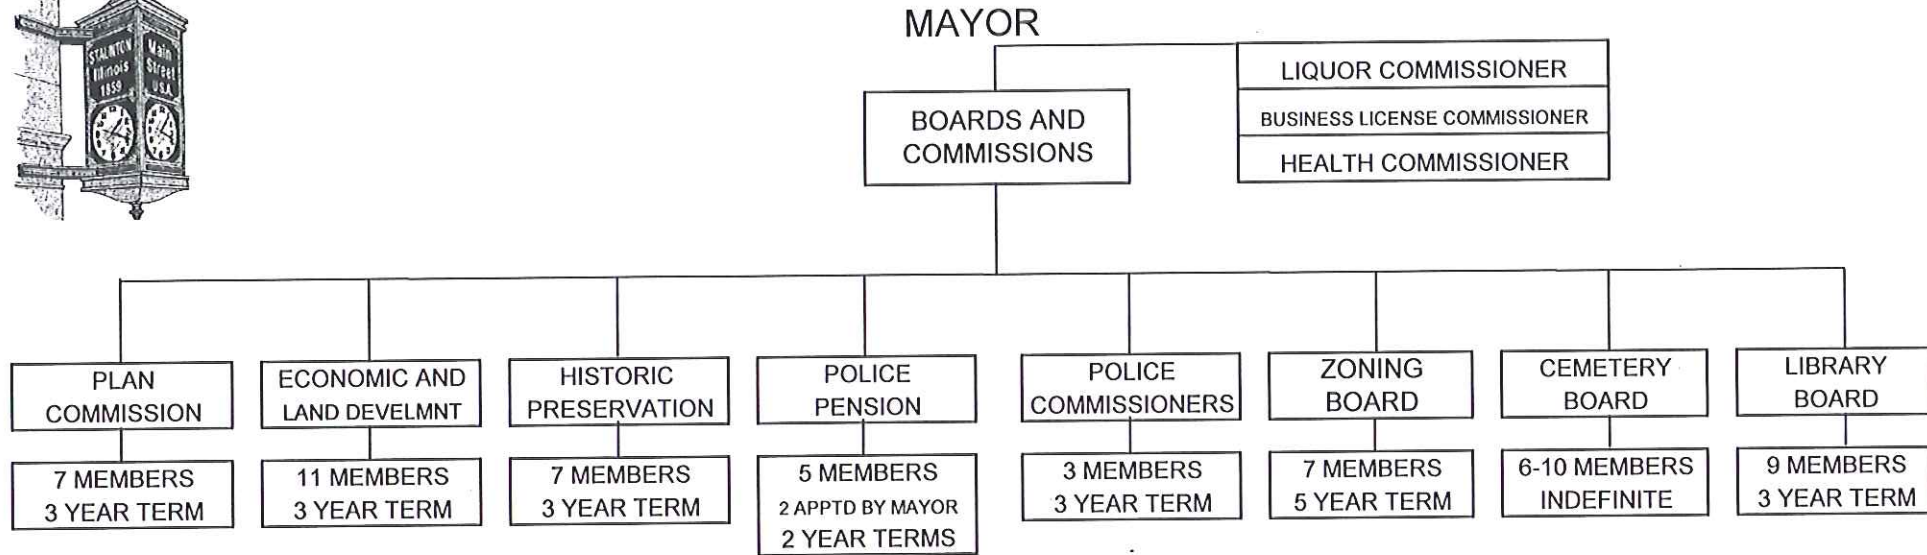 STAUNTON
Illinois
1859
Main
Street
U.S.A.
MAYOR
BOARDS AND
COMMISSIONS
LIQUOR COMMISSIONER
BUSINESS LICENSE COMMISSIONER
HEALTH COMMISSIONER
PLAN
COMMISSION
7 MEMBERS
3 YEAR TERM
ECONOMIC AND
LAND DEVELMNT
11 MEMBERS
3 YEAR TERM
HISTORIC
PRESERVATION
7 MEMBERS
3 YEAR TERM
POLICE
PENSION
5 MEMBERS
2 APPTD BY MAYOR
2 YEAR TERMS
POLICE
COMMISSIONERS
3 MEMBERS
3 YEAR TERM
ZONING
BOARD
7 MEMBERS
5 YEAR TERM
CEMETERY
BOARD
6-10 MEMBERS
INDEFINITE
LIBRARY
BOARD
9 MEMBERS
3 YEAR TERM